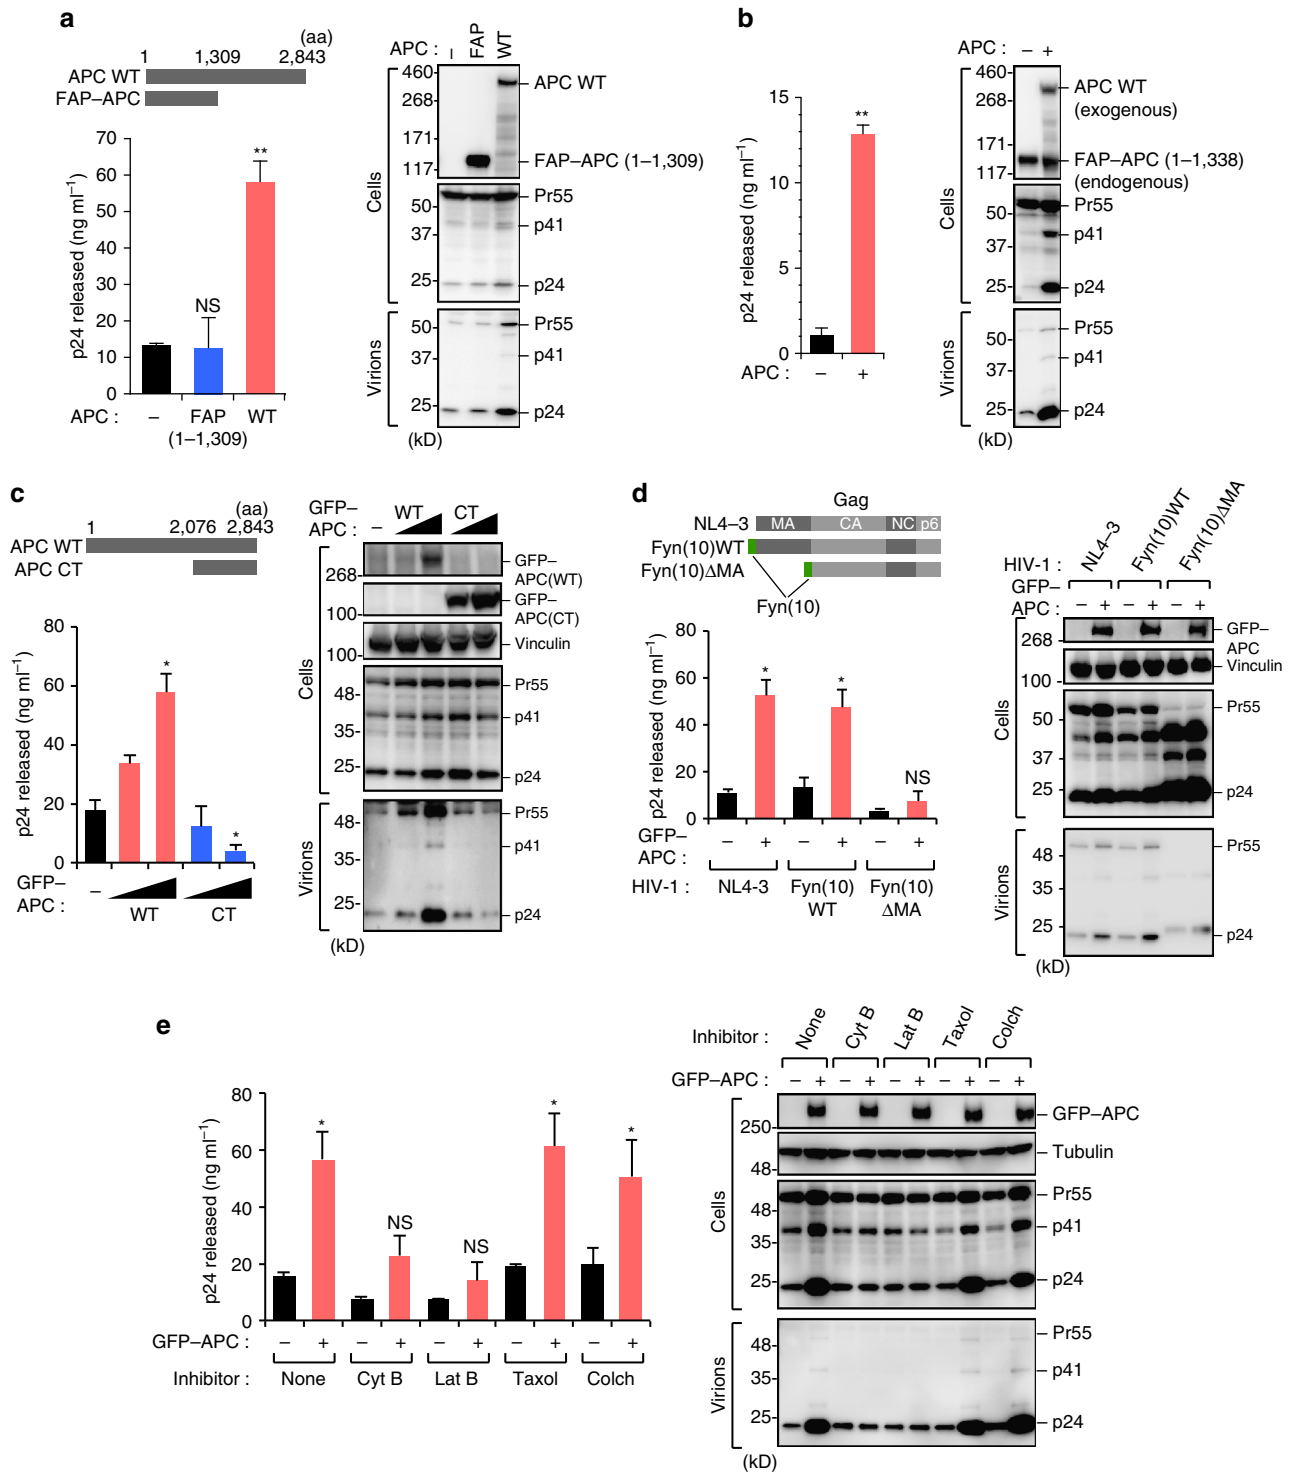 a
(aa)
1 1,309 2,843
APC WT
FAP–APC
p24 released (ng ml–1)
70
60
50
40
30
20
10
0
NS
**
APC : – FAP WT
(1–1,309)
APC : – FAP WT
460
268
171
117
APC WT
FAP–APC (1–1,309)
Cells
50
37
25
Pr55
p41
p24
Virions
50
37
25
Pr55
p41
p24
(kD)
b
p24 released (ng ml–1)
15
10
5
0
**
APC : – +
APC : – +
460
268
171
117
APC WT
(exogenous)
FAP–APC (1–1,338)
(endogenous)
Cells
50
37
25
Pr55
p41
p24
Virions
50
37
25
Pr55
p41
p24
(kD)
c
(aa)
1 2,076 2,843
APC WT
APC CT
p24 released (ng ml–1)
80
60
40
20
0
*
*
GFP–
APC :
– WT CT
GFP–
APC :
– WT CT
268
GFP–
APC(WT)
100
GFP–
APC(CT)
100
Vinculin
Cells
48
35
25
Pr55
p41
p24
Virions
48
35
25
Pr55
p41
p24
(kD)
d
Gag
NL4–3 MA CA NC p6
Fyn(10)WT
Fyn(10)ΔMA
Fyn(10)
p24 released (ng ml–1)
80
60
40
20
0
*
*
NS
GFP–
APC :
– + – + – +
HIV-1 : NL4-3 Fyn(10) Fyn(10)
WT ΔMA
HIV-1 : NL4–3 Fyn(10)WT Fyn(10)ΔMA
GFP–
APC : – + – + – +
268
GFP–
APC
100
Vinculin
Cells
50
37
25
Pr55
p24
Virions
48
35
25
Pr55
p24
(kD)
e
p24 released (ng ml–1)
80
60
40
20
0
*
NS
NS
*
*
GFP–APC : – + – + – + – + – +
Inhibitor : None Cyt B Lat B Taxol Colch
Inhibitor : None Cyt B Lat B Taxol Colch
GFP–APC : – + – + – + – + – +
250
GFP–APC
48
Tubulin
Cells
48
35
25
Pr55
p41
p24
Virions
48
35
25
Pr55
p41
p24
(kD)